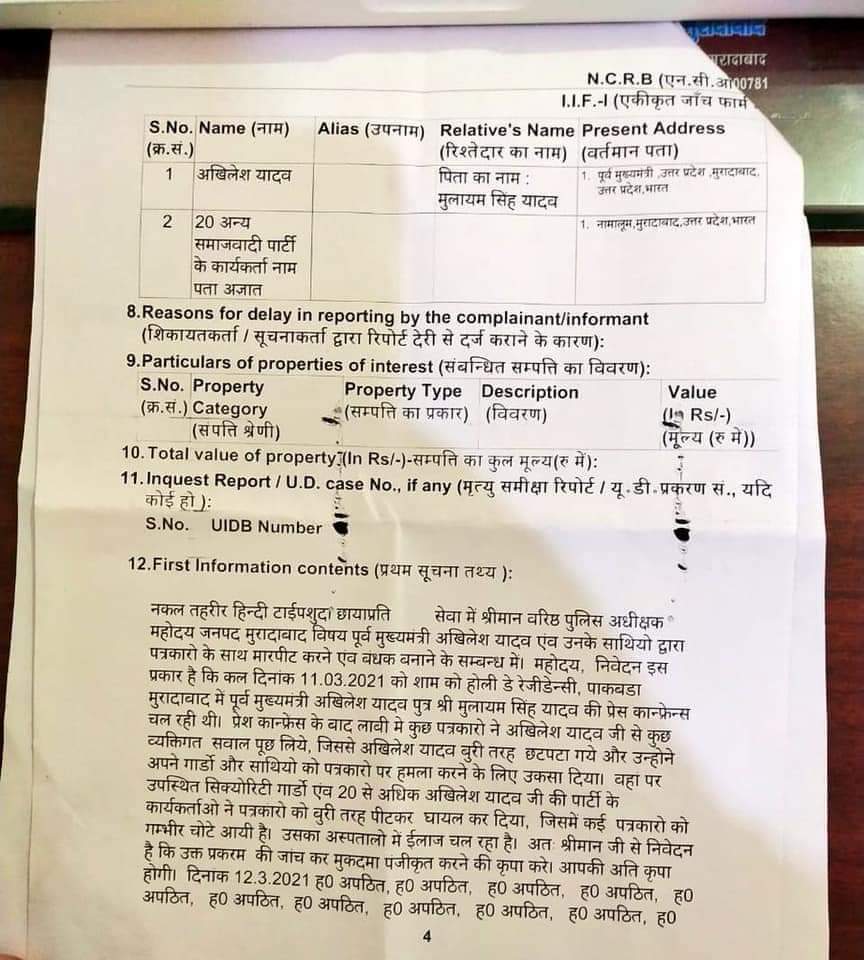 मुरादाबाद
मुरादाबाद
N.C.R.B (एन.सी.आ00781
I.I.F.-I (एकीकृत जाँच फार्म
S.No. Name (नाम) Alias (उपनाम) Relative's Name Present Address
(क्र.सं.) (रिश्तेदार का नाम) (वर्तमान पता)
1 अखिलेश यादव पिता का नाम : 1. पूर्व मुख्यमंत्री ,उत्तर प्रदेश ,मुरादाबाद,
मुलायम सिंह यादव उत्तर प्रदेश,भारत
2 20 अन्य 1. नामालूम,मुरादाबाद,उत्तर प्रदेश,भारत
समाजवादी पार्टी
के कार्यकर्ता नाम
पता अज्ञात
8.Reasons for delay in reporting by the complainant/informant
(शिकायतकर्ता / सूचनाकर्ता द्वारा रिपोर्ट देरी से दर्ज कराने के कारण):
9.Particulars of properties of interest (संबन्धित सम्पत्ति का विवरण):
S.No. Property Property Type Description Value
(क्र.सं.) Category (सम्पत्ति का प्रकार) (विवरण) (In Rs/-)
(संपत्ति श्रेणी) (मूल्य (रु में))
10. Total value of property (In Rs/-)-सम्पत्ति का कुल मूल्य(रु में):
11.Inquest Report / U.D. case No., if any (मृत्यु समीक्षा रिपोर्ट / यू.डी.प्रकरण सं., यदि
कोई हो ):
S.No. UIDB Number
12.First Information contents (प्रथम सूचना तथ्य ):
नकल तहरीर हिन्दी टाईपशुदा छायाप्रति सेवा में श्रीमान वरिष्ठ पुलिस अधीक्षक
महोदय जनपद मुरादावाद विषय पूर्व मुख्यमंत्री अखिलेश यादव एंव उनके साथियो द्वारा
पत्रकारो के साथ मारपीट करने एंव बंधक बनाने के सम्बन्ध में। महोदय, निवेदन इस
प्रकार है कि कल दिनांक 11.03.2021 को शाम को होली डे रेजीडेन्सी, पाकबडा
मुरादावाद में पूर्व मुख्यमंत्री अखिलेश यादव पुत्र श्री मुलायम सिंह यादव की प्रेस कान्फ्रेन्स
चल रही थी। प्रेश कान्फ्रेस के बाद लावी मे कुछ पत्रकारो ने अखिलेश यादव जी से कुछ
व्यक्तिगत सवाल पूछ लिये, जिससे अखिलेश यादव बुरी तरह छटपटा गये और उन्होने
अपने गार्डो और साथियो को पत्रकारो पर हमला करने के लिए उकसा दिया। वहां पर
उपस्थित सिक्योरिटी गार्डो एंव 20 से अधिक अखिलेश यादव जी की पार्टी के
कार्यकर्ताओ ने पत्रकारो को वुरी तरह पीटकर घायल कर दिया, जिसमें कई पत्रकारो को
गम्भीर चोटे आयी है। उसका अस्पतालो में ईलाज चल रहा है। अतः श्रीमान जी से निवेदन
है कि उक्त प्रकरम की जांच कर मुकदमा पंजीकृत करने की कृपा करे। आपकी अति कृपा
होगी। दिनाक 12.3.2021 ह0 अपठित, ह0 अपठित, ह0 अपठित, ह0 अपठित, ह0
अपठित, ह0 अपठित, ह0 अपठित, ह0 अपठित, ह0 अपठित, ह0 अपठित, ह0
4